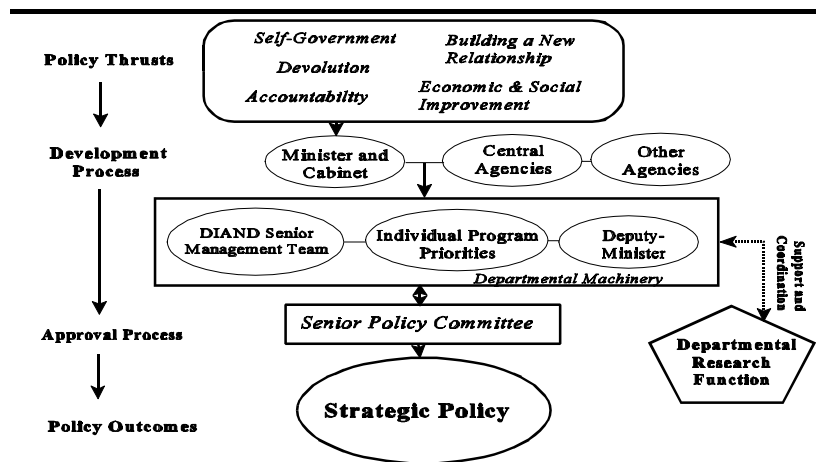 Policy Thrusts
Self-Government
Building a New
Relationship
Devolution
Accountability
Economic & Social
Improvement
Development
Process
Minister and
Cabinet
Central
Agencies
Other
Agencies
DIAND Senior
Management Team
Individual Program
Priorities
Deputy-
Minister
Departmental Machinery
Support and
Coordination
Approval Process
Senior Policy Committee
Departmental
Research
Function
Strategic Policy
Policy Outcomes